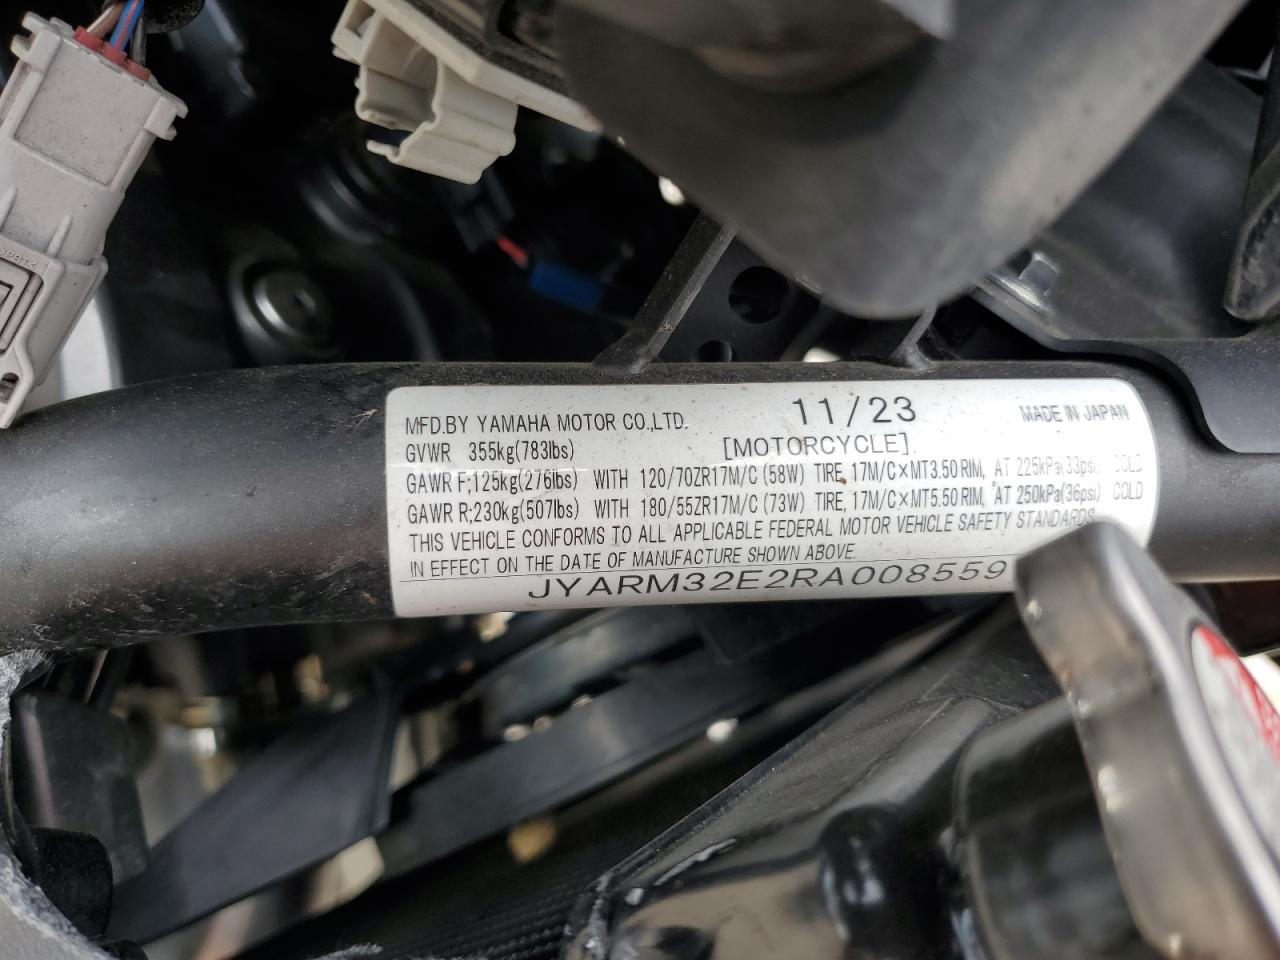 MFD.BY YAMAHA MOTOR CO.,LTD. 11/23 MADE IN JAPAN
GVWR 355kg(783lbs) [MOTORCYCLE]
GAWR F;125kg(276lbs) WITH 120/70ZR17M/C (58W) TIRE, 17M/C×MT3.50 RIM, AT 225kPa(33psi) COLD
GAWR R;230kg(507lbs) WITH 180/55ZR17M/C (73W) TIRE, 17M/C×MT5.50 RIM, AT 250kPa(36psi) COLD
THIS VEHICLE CONFORMS TO ALL APPLICABLE FEDERAL MOTOR VEHICLE SAFETY STANDARDS
IN EFFECT ON THE DATE OF MANUFACTURE SHOWN ABOVE.
JYARM32E2RA008559
>PBT<